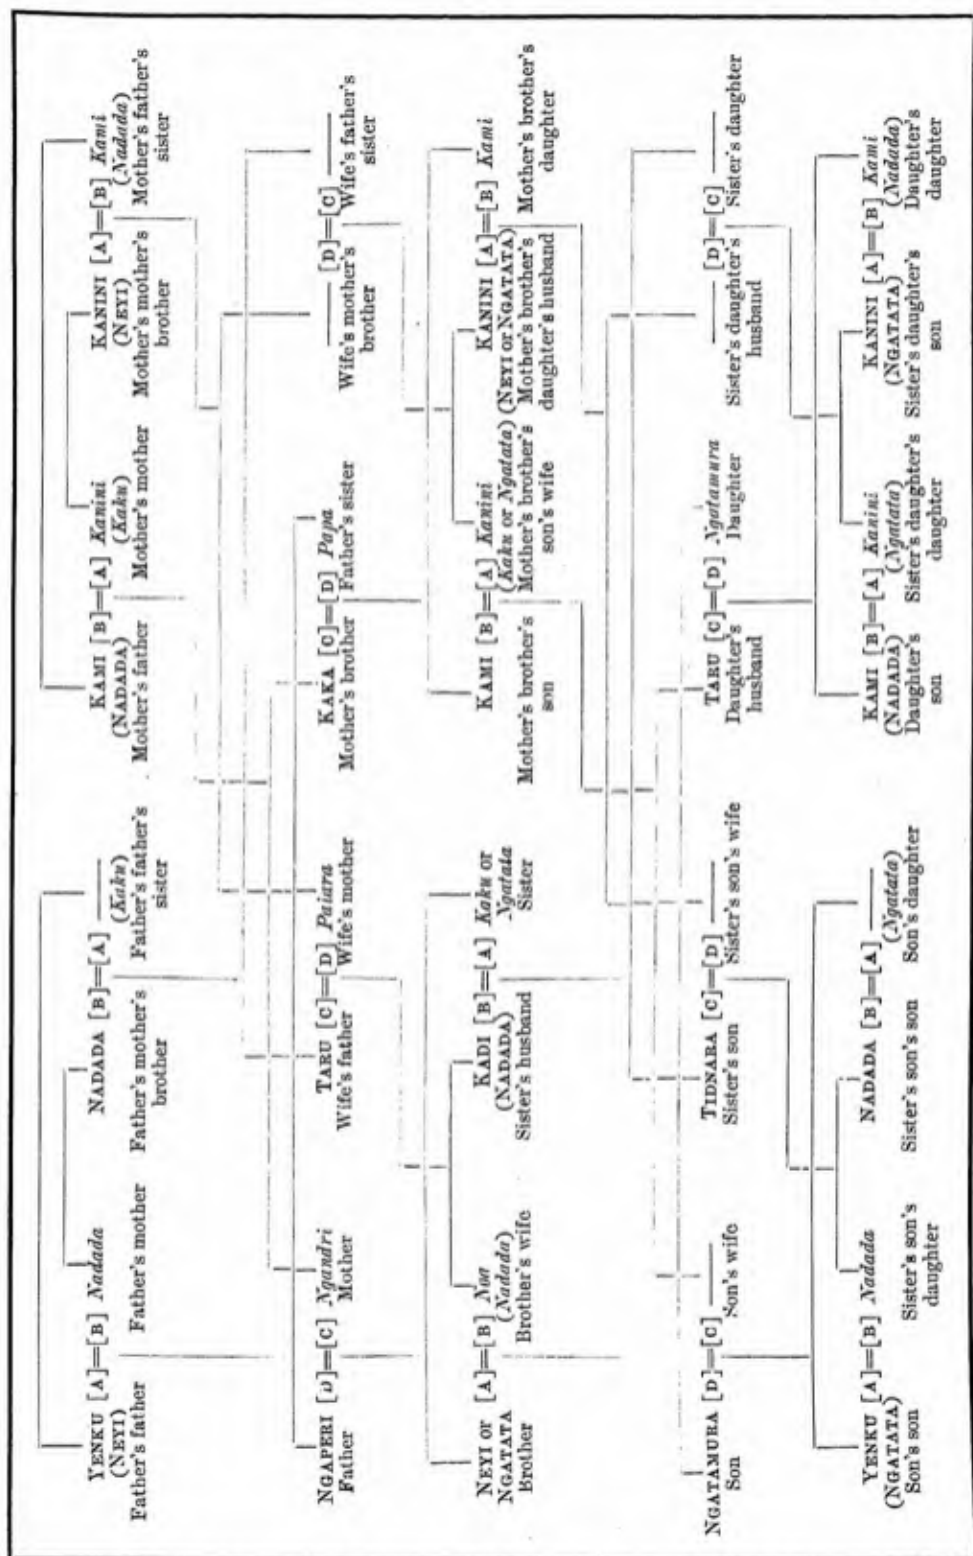 YENKU [A]=[B] Nadada
(NEYI)
Father's father
Father's mother
NADADA [B]=[A] ———
(Kaku)
Father's mother's
brother
Father's father's
sister
KAMI [B]=[A] Kanini
(NADADA)
(Kaku)
Mother's father
Mother's mother
KANINI [A]=[B] Kami
(NEYI)
(Nadada)
Mother's mother's
brother
Mother's father's
sister
NGAPERI [D]=[C] Ngandri
Father
Mother
TARU [C]=[D] Paiara
Wife's father
Wife's mother
KAKA [C]=[D] Papa
Mother's brother
Father's sister
——— [D]=[C] ———
Wife's mother's
brother
Wife's father's
sister
NEYI or [A]=[B] Non
NGATATA
(Nadada)
Brother
Brother's wife
KADI [B]=[A] Kaku or
(NADADA)
Ngatata
Sister's husband
Sister
KAMI [B]=[A] Kanini
(Kaku or Ngatata)
Mother's brother's
son
Mother's brother's
son's wife
KANINI [A]=[B] Kami
(NEYI or NGATATA)
Mother's brother's
daughter's husband
Mother's brother's
daughter
NGATAMURA [D]=[C] ———
Son
Son's wife
TIDNARA [C]=[D] ———
Sister's son
Sister's son's wife
TARU [C]=[D] Ngatamura
Daughter's
husband
Daughter
——— [D]=[C] ———
Sister's daughter's
husband
Sister's daughter
YENKU [A]=[B] Nadada
(NGATATA)
Son's son
Sister's son's
daughter
NADADA [B]=[A] ———
(Ngatata)
Sister's son's son
Son's daughter
KAMI [B]=[A] Kanini
(NADADA)
(Ngatata)
Daughter's
son
Sister's daughter's
daughter
KANINI [A]=[B] Kami
(NGATATA)
(Nadada)
Sister's daughter's
son
Daughter's
daughter